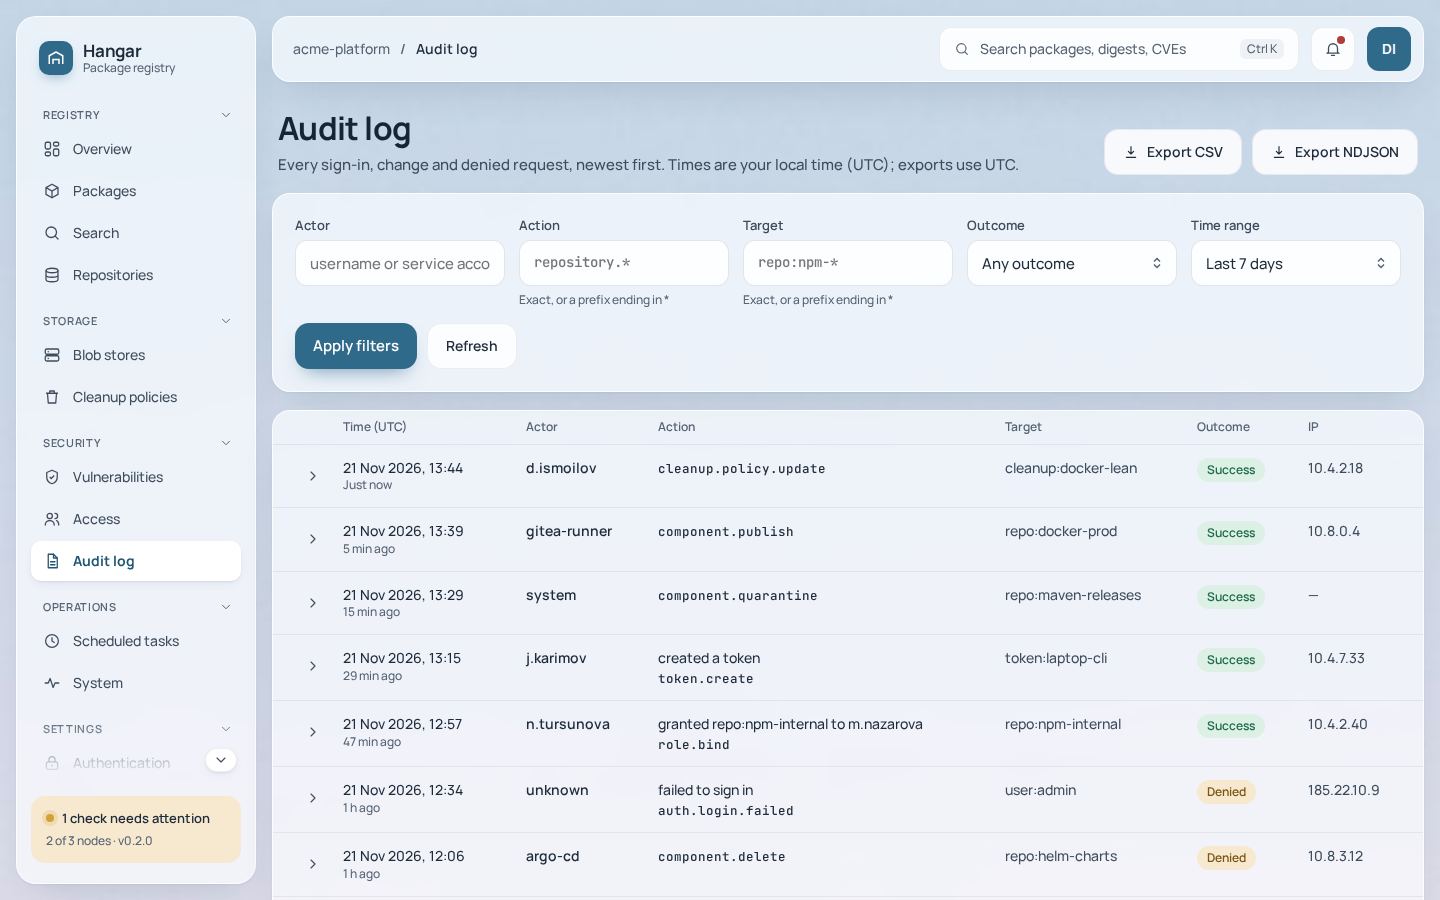 Hangar
Package registry
REGISTRY
Overview
Packages
Search
Repositories
STORAGE
Blob stores
Cleanup policies
SECURITY
Vulnerabilities
Access
Audit log
OPERATIONS
Scheduled tasks
System
SETTINGS
Authentication
1 check needs attention
2 of 3 nodes · v0.2.0
acme-platform / Audit log
Search packages, digests, CVEs
Ctrl K
DI
Audit log
Every sign-in, change and denied request, newest first. Times are your local time (UTC); exports use UTC.
Export CSV
Export NDJSON
Actor
Action
Target
Outcome
Time range
username or service acco
repository.*
repo:npm-*
Any outcome
Last 7 days
Exact, or a prefix ending in *
Exact, or a prefix ending in *
Apply filters
Refresh
Time (UTC) Actor Action Target Outcome IP
21 Nov 2026, 13:44 d.ismoilov cleanup.policy.update cleanup:docker-lean Success 10.4.2.18
Just now
21 Nov 2026, 13:39 gitea-runner component.publish repo:docker-prod Success 10.8.0.4
5 min ago
21 Nov 2026, 13:29 system component.quarantine repo:maven-releases Success —
15 min ago
21 Nov 2026, 13:15 j.karimov created a token token:laptop-cli Success 10.4.7.33
29 min ago token.create
21 Nov 2026, 12:57 n.tursunova granted repo:npm-internal to m.nazarova repo:npm-internal Success 10.4.2.40
47 min ago role.bind
21 Nov 2026, 12:34 unknown failed to sign in user:admin Denied 185.22.10.9
1 h ago auth.login.failed
21 Nov 2026, 12:06 argo-cd component.delete repo:helm-charts Denied 10.8.3.12
1 h ago